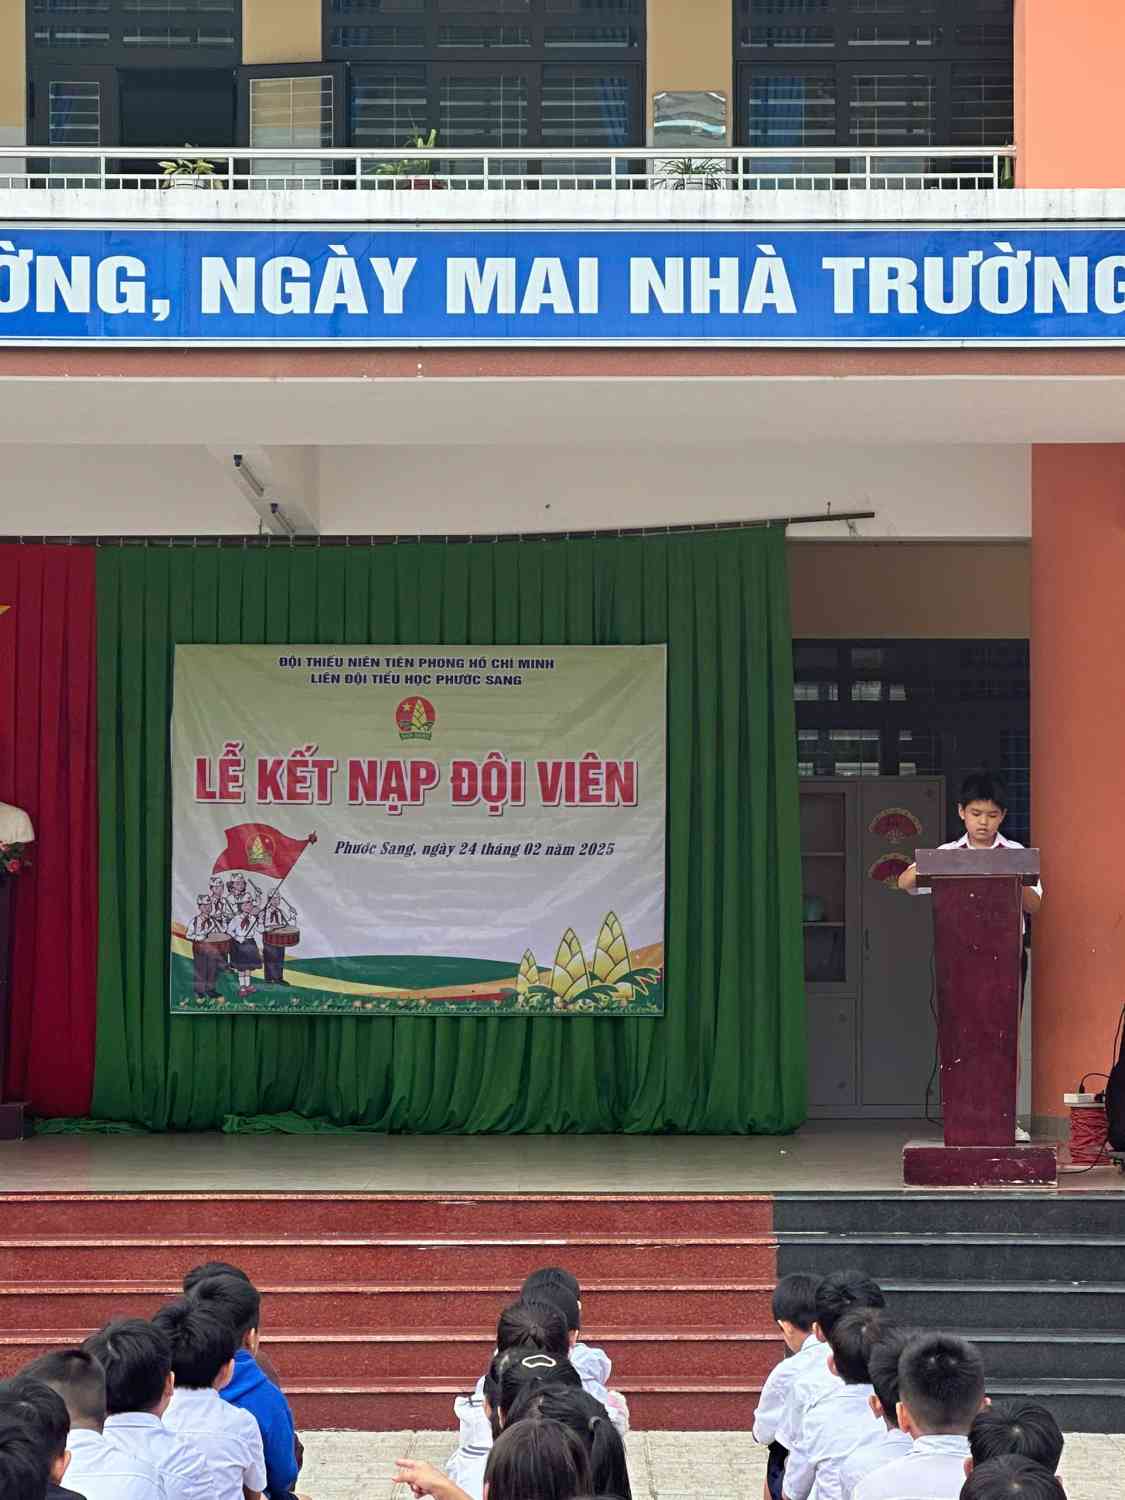 ỜNG, NGÀY MAI NHÀ TRƯỜNG
ĐỘI THIẾU NIÊN TIỀN PHONG HỒ CHÍ MINH
LIÊN ĐỘI TIỂU HỌC PHƯỚC SANG
LỄ KẾT NẠP ĐỘI VIÊN
Phước Sang, ngày 24 tháng 02 năm 2025